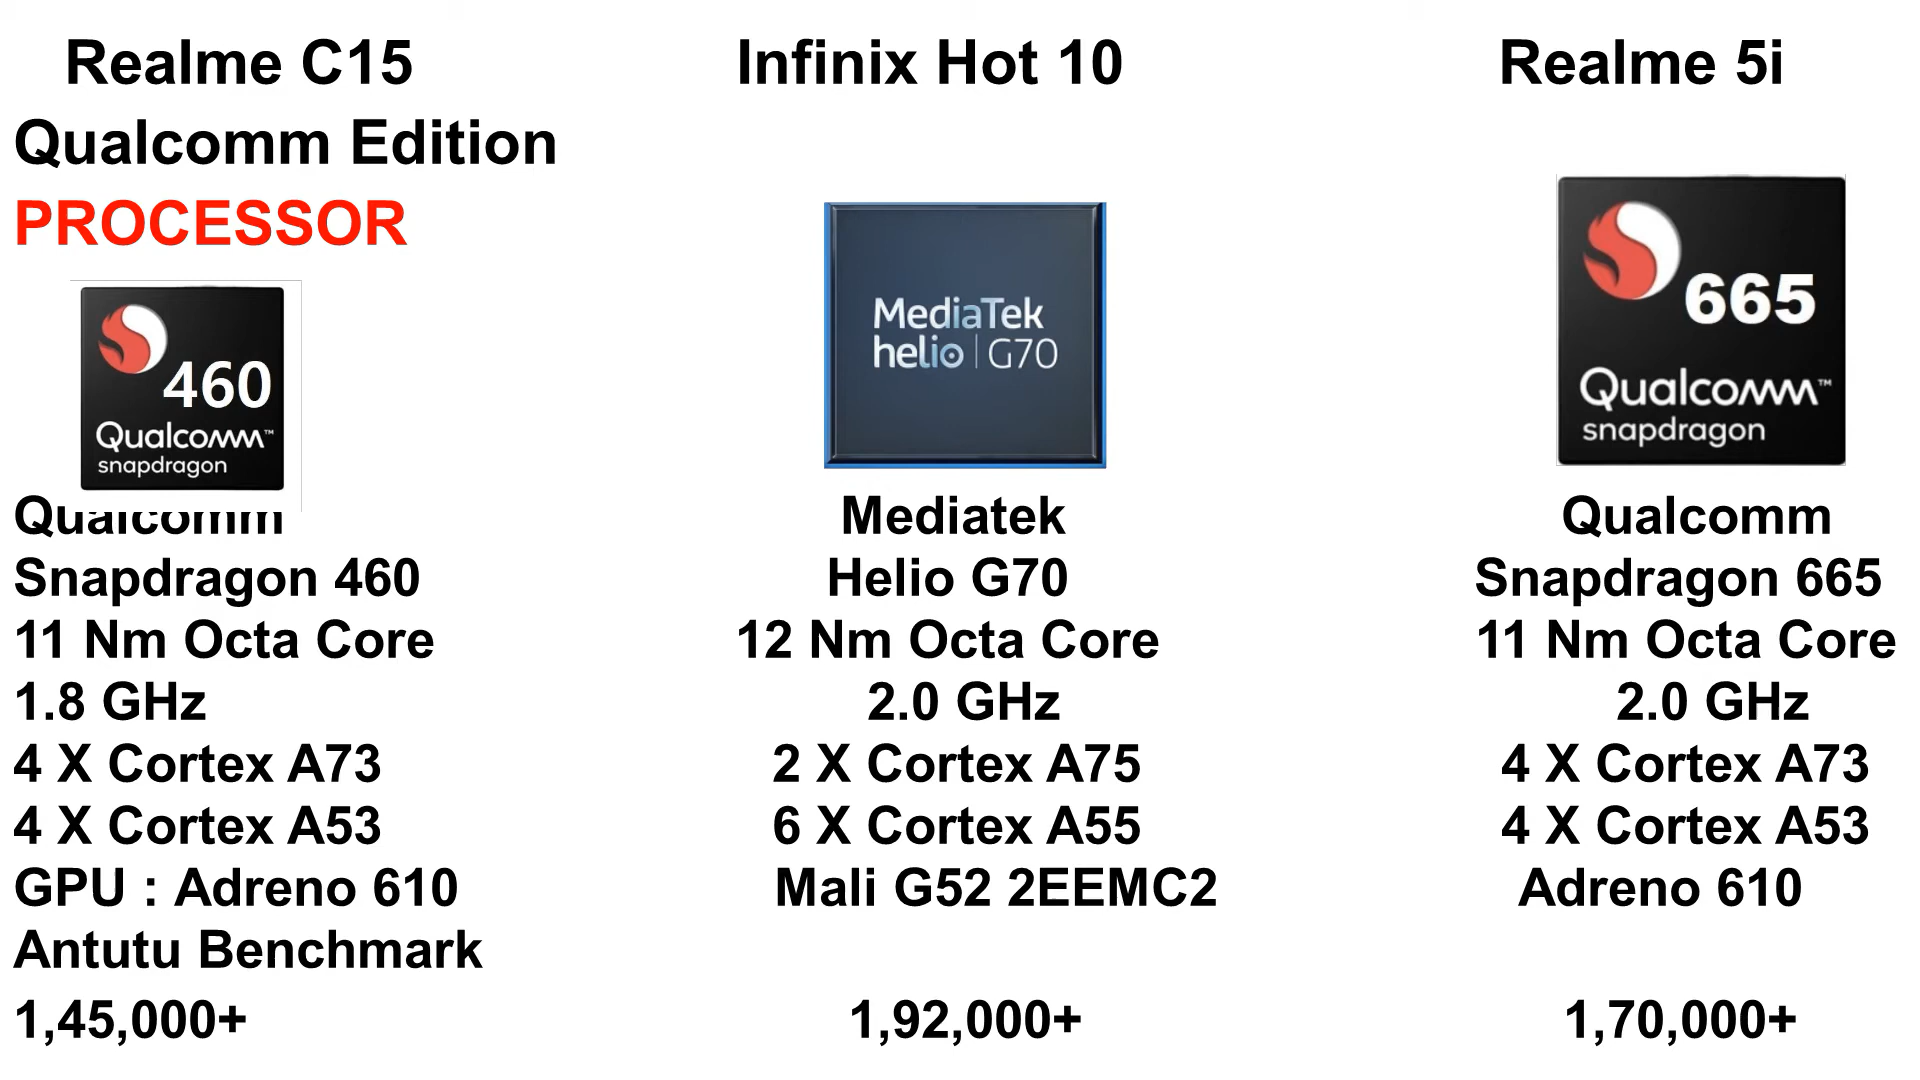 Realme C15
Qualcomm Edition
PROCESSOR
460
Qualcomm™
snapdragon
Qualcomm
Snapdragon 460
11 Nm Octa Core
1.8 GHz
4 X Cortex A73
4 X Cortex A53
GPU : Adreno 610
Antutu Benchmark
1,45,000+
Infinix Hot 10
MediaTek
helio | G70
Mediatek
Helio G70
12 Nm Octa Core
2.0 GHz
2 X Cortex A75
6 X Cortex A55
Mali G52 2EEMC2
1,92,000+
Realme 5i
665
Qualcomm™
snapdragon
Qualcomm
Snapdragon 665
11 Nm Octa Core
2.0 GHz
4 X Cortex A73
4 X Cortex A53
Adreno 610
1,70,000+